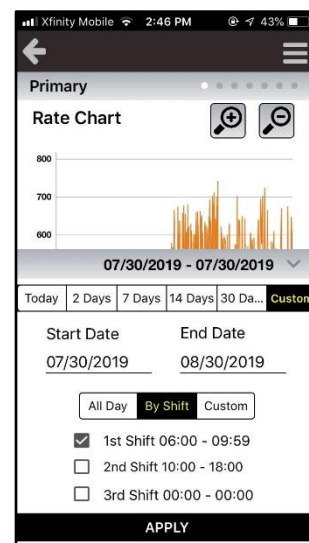 Xfinity Mobile 2:46 PM 43%
Primary
Rate Chart
800
700
600
07/30/2019 - 07/30/2019
Today 2 Days 7 Days 14 Days 30 Da... Custom
Start Date End Date
07/30/2019 08/30/2019
All Day By Shift Custom
1st Shift 06:00 - 09:59
2nd Shift 10:00 - 18:00
3rd Shift 00:00 - 00:00
APPLY